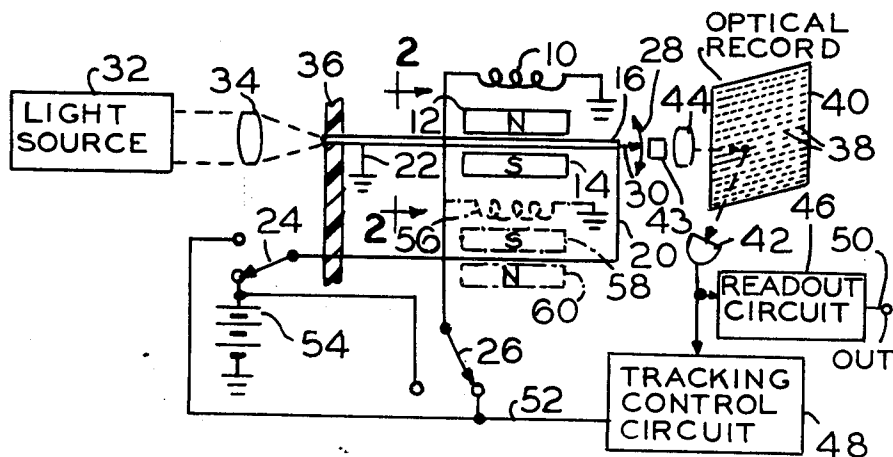 OPTICAL
RECORD
32
34
36
2
10
28
16
44
40
LIGHT
SOURCE
12
N
38
22
S
14
30
2
56
43
46
24
S
58
20
42
50
N
60
READOUT
CIRCUIT
54
26
OUT
TRACKING
CONTROL
CIRCUIT
52
48